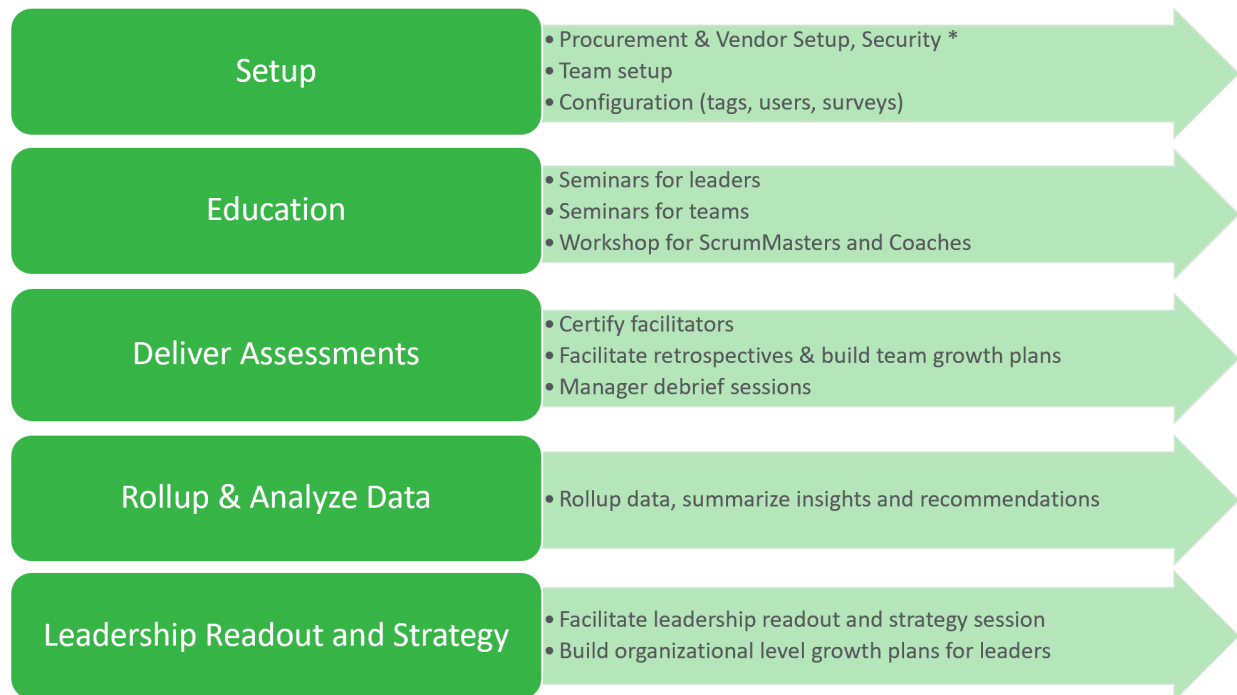 Setup
• Procurement & Vendor Setup, Security *
• Team setup
• Configuration (tags, users, surveys)
Education
• Seminars for leaders
• Seminars for teams
• Workshop for ScrumMasters and Coaches
Deliver Assessments
• Certify facilitators
• Facilitate retrospectives & build team growth plans
• Manager debrief sessions
Rollup & Analyze Data
• Rollup data, summarize insights and recommendations
Leadership Readout and Strategy
• Facilitate leadership readout and strategy session
• Build organizational level growth plans for leaders